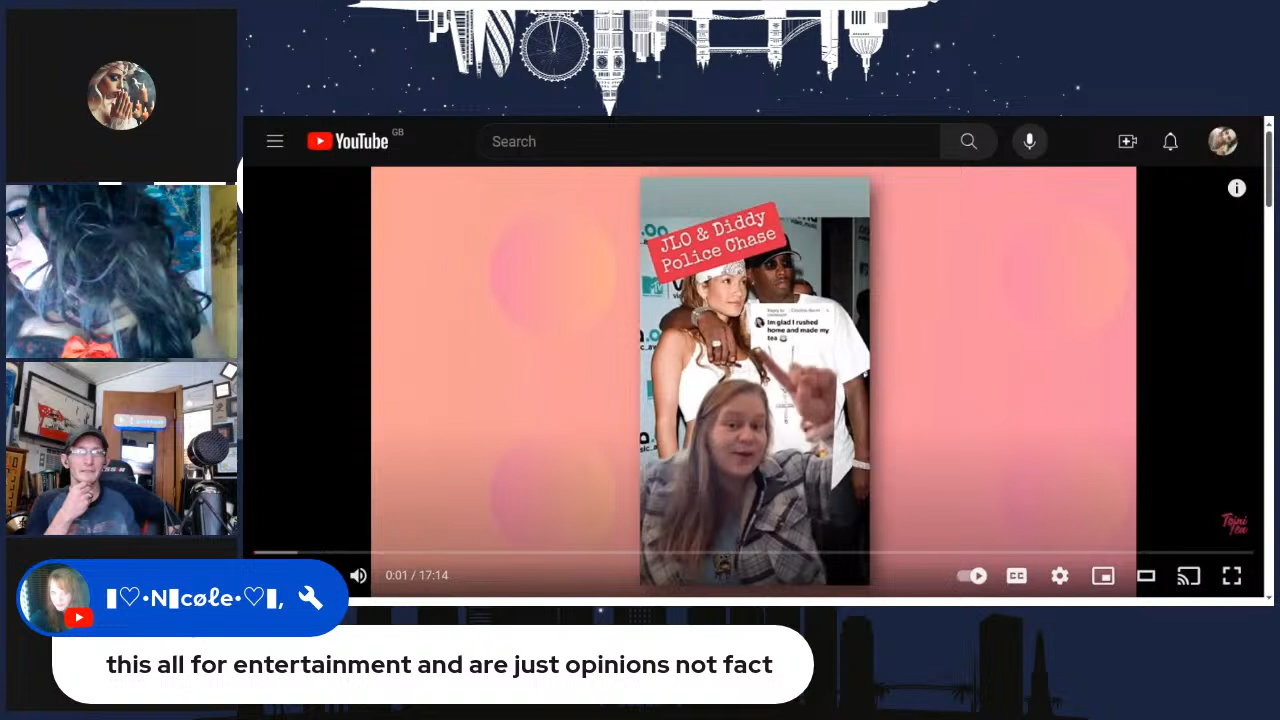 YouTube
GB
Search
JLO & Diddy
Police Chase
Im glad I rushed
home and made my
tea
0:01 / 17:14
CC
this all for entertainment and are just opinions not fact